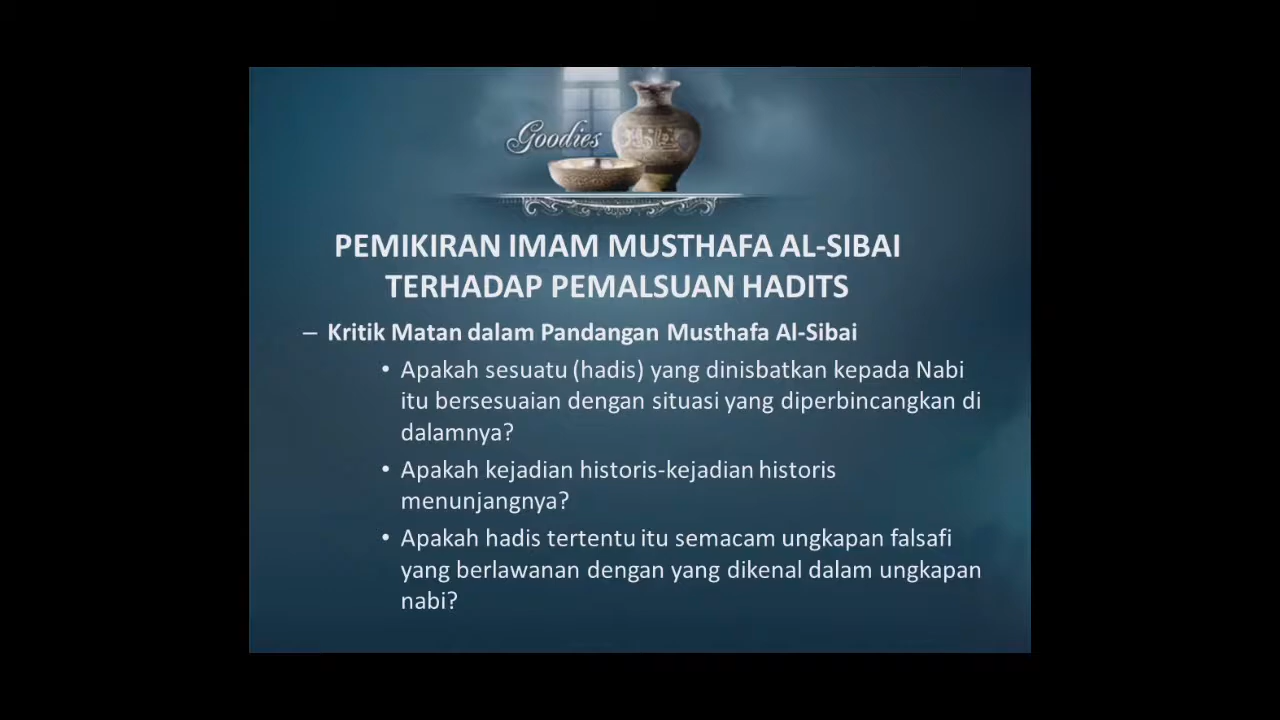 Goodies
PEMIKIRAN IMAM MUSTHAFA AL-SIBAI
TERHADAP PEMALSUAN HADITS
– Kritik Matan dalam Pandangan Musthafa Al-Sibai
• Apakah sesuatu (hadis) yang dinisbatkan kepada Nabi
itu bersesuaian dengan situasi yang diperbincangkan di
dalamnya?
• Apakah kejadian historis-kejadian historis
menunjangnya?
• Apakah hadis tertentu itu semacam ungkapan falsafi
yang berlawanan dengan yang dikenal dalam ungkapan
nabi?